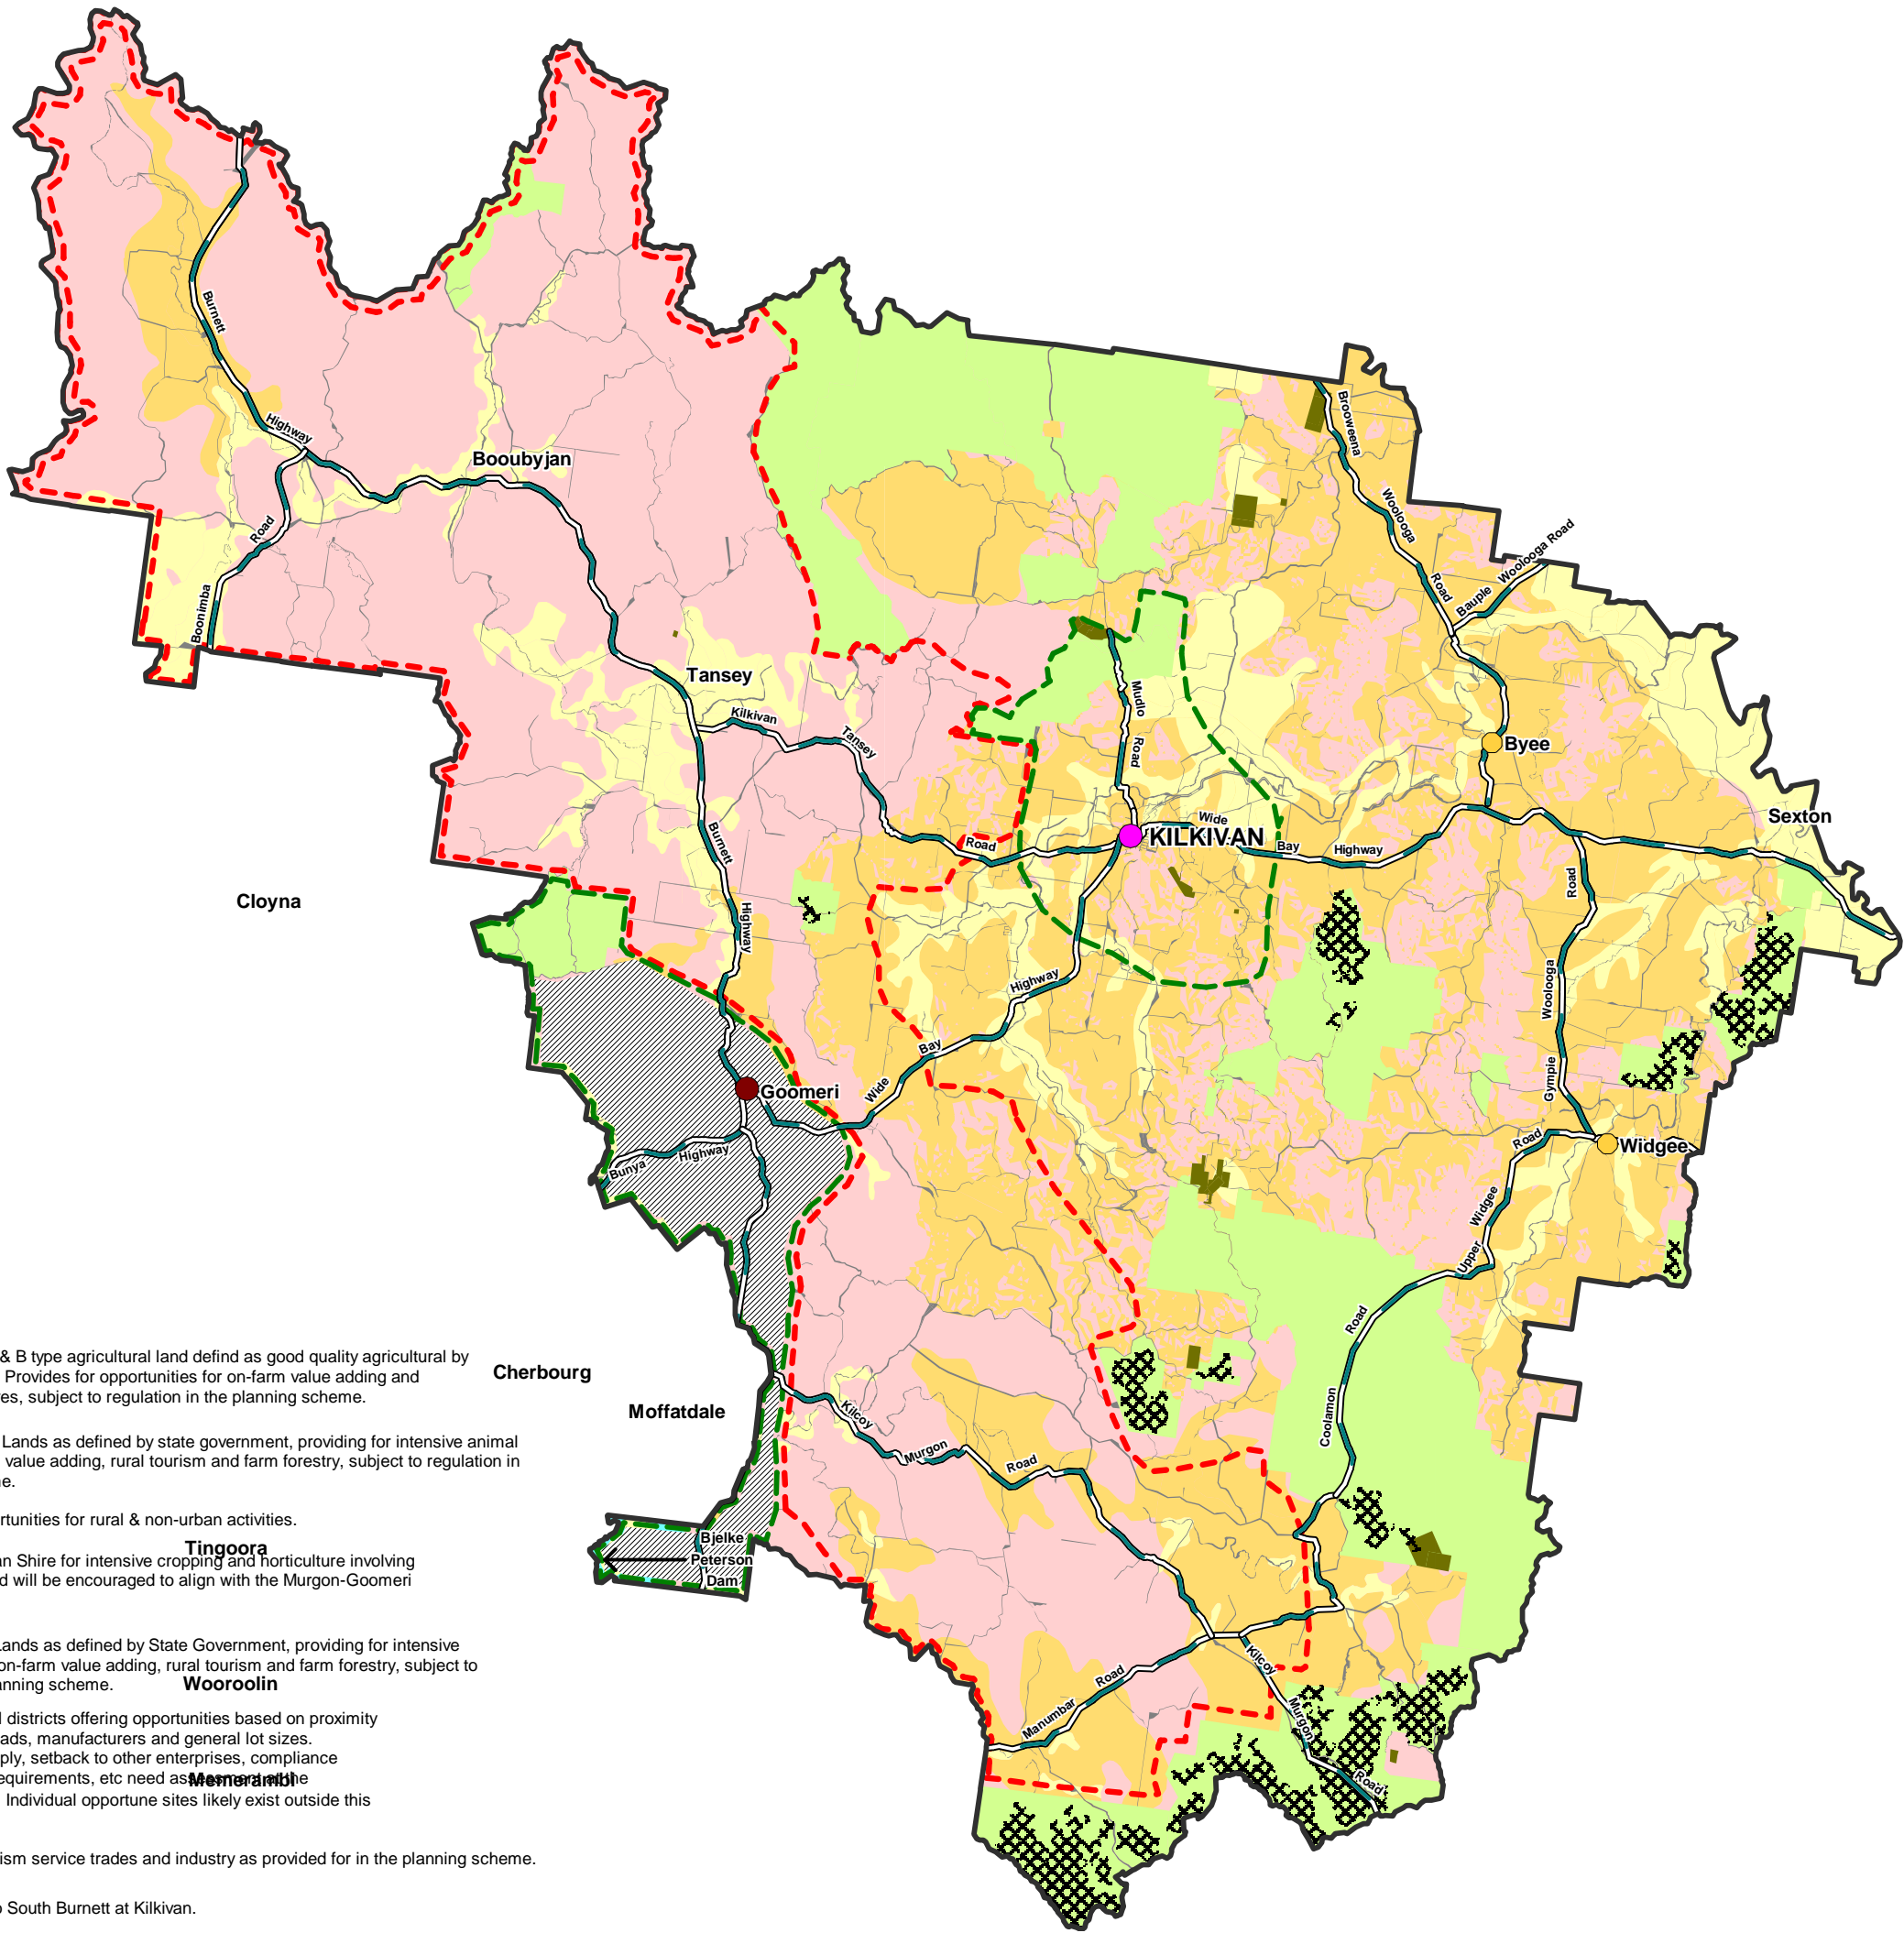 Burnett
Highway
Booubyjan
Road
Boonimba
Tansey
Kilkivan
Tansey
Road
Burnett
Highway
Brooweena
Woolooga
Road
Bauple
Woolooga Road
Mudlo
Road
Byee
Sexton
KILKIVAN
Wide
Bay
Highway
Road
Woolooga
Gympie
Cloyna
Highway
Bay
Wide
Goomeri
Bunya
Highway
Widgee
Road
Widgee
Upper
Road
Coolamon
Cherbourg
Moffatdale
Kilcoy
Murgon
Road
Bjelke
Peterson
Dam
Kilcoy
Murgon
Road
Manumbar
Road
& B type agricultural land defind as good quality agricultural by
Provides for opportunities for on-farm value adding and
es, subject to regulation in the planning scheme.
Lands as defined by state government, providing for intensive animal
value adding, rural tourism and farm forestry, subject to regulation in
ne.
rtunities for rural & non-urban activities.
Tingoora
an Shire for intensive cropping and horticulture involving
d will be encouraged to align with the Murgon-Goomeri
Lands as defined by State Government, providing for intensive
on-farm value adding, rural tourism and farm forestry, subject to
anning scheme.
Wooroolin
l districts offering opportunities based on proximity
ads, manufacturers and general lot sizes.
ply, setback to other enterprises, compliance
equirements, etc need assessment at the
Memerambi
Individual opportune sites likely exist outside this
ism service trades and industry as provided for in the planning scheme.
o South Burnett at Kilkivan.